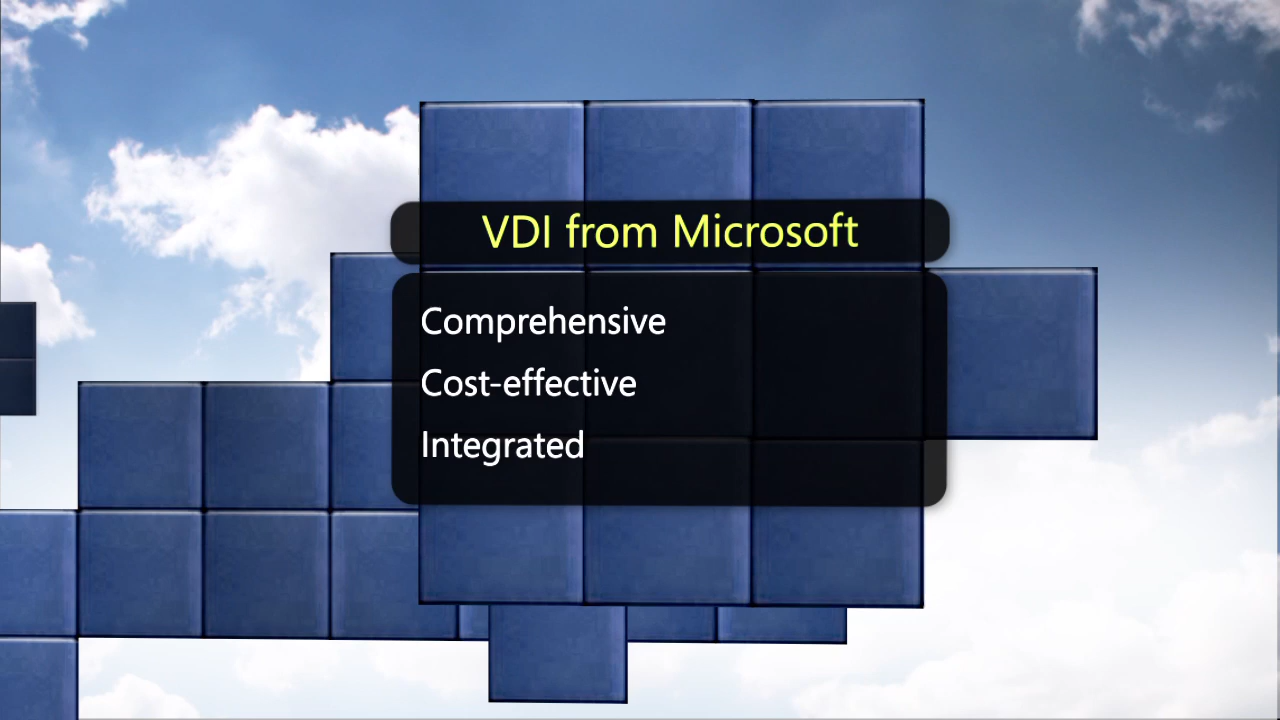 VDI from Microsoft
Comprehensive
Cost-effective
Integrated